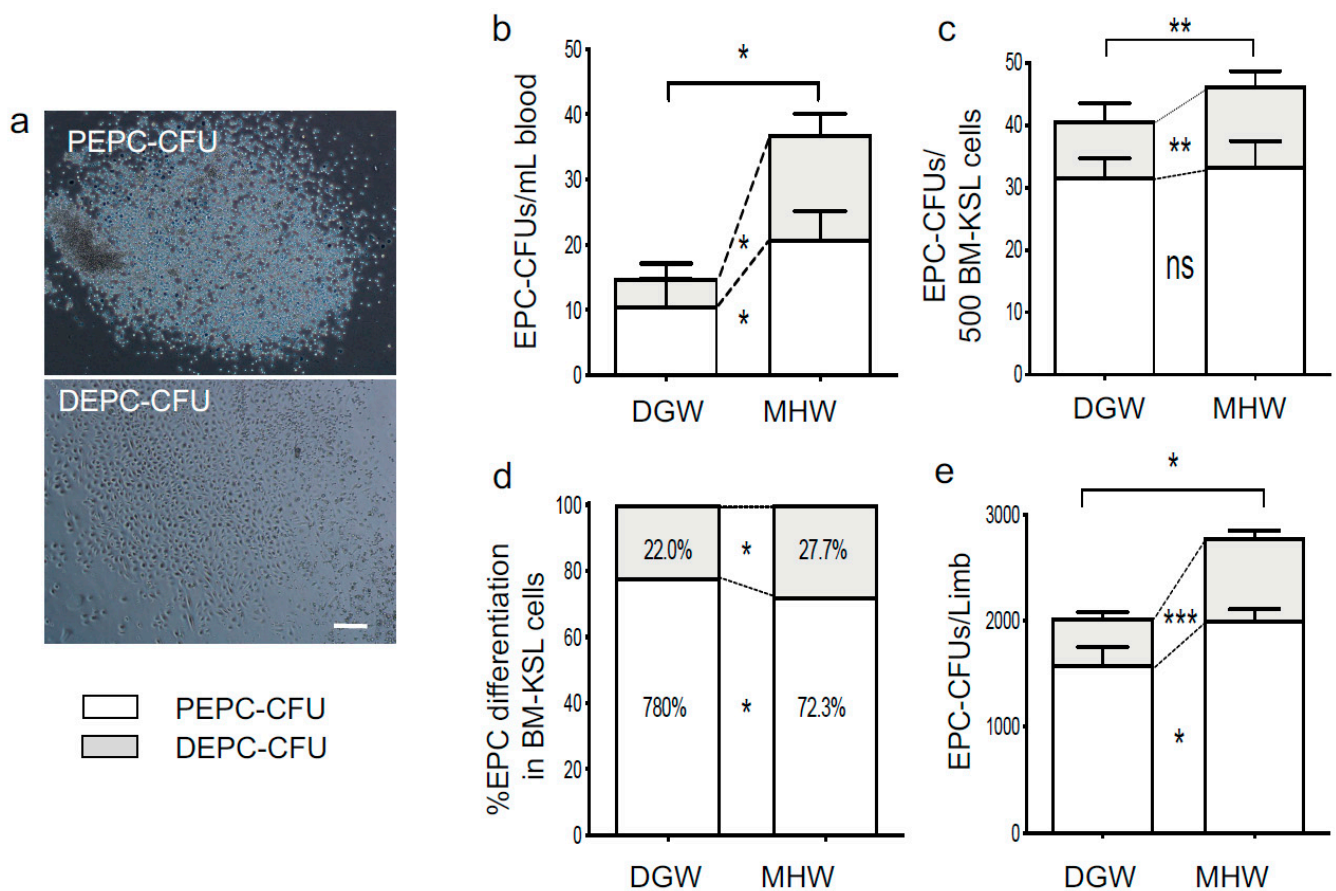 a
PEPC-CFU
DEPC-CFU
PEPC-CFU
DEPC-CFU
b
EPC-CFUs/mL blood
50
40
30
20
10
0
*
*
*
DGW
MHW
c
EPC-CFUs/
500 BM-KSL cells
50
40
30
20
10
0
**
**
ns
DGW
MHW
d
%EPC differentiation
in BM-KSL cells
100
80
60
40
20
0
22.0%
*
27.7%
780%
*
72.3%
DGW
MHW
e
EPC-CFUs/Limb
3000
2000
1000
0
*
***
*
DGW
MHW